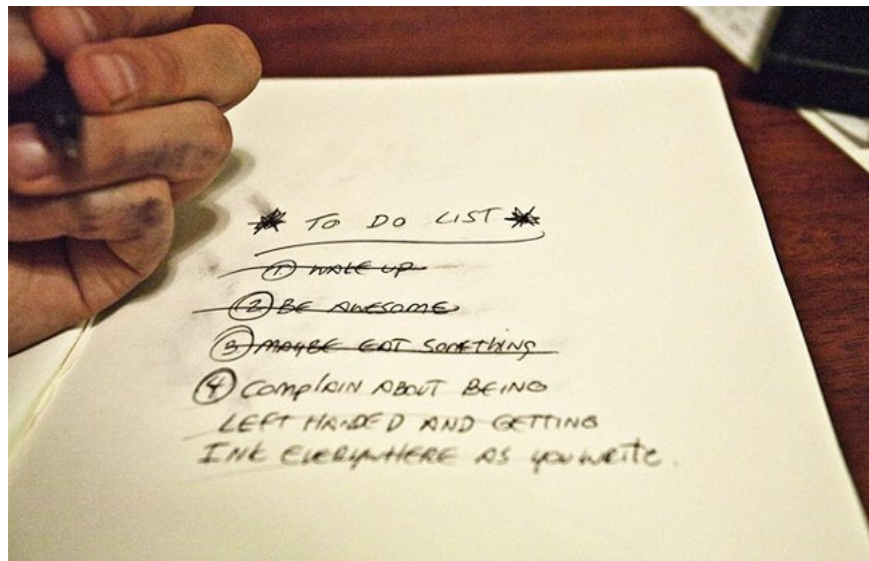 * TO DO LIST *
1. WAKE UP
2 BE AWESOME
3. MAYBE EAT SOMETHING
4 COMPLAIN ABOUT BEING
LEFT HANDED AND GETTING
INK EVERYWHERE AS YOU WRITE.